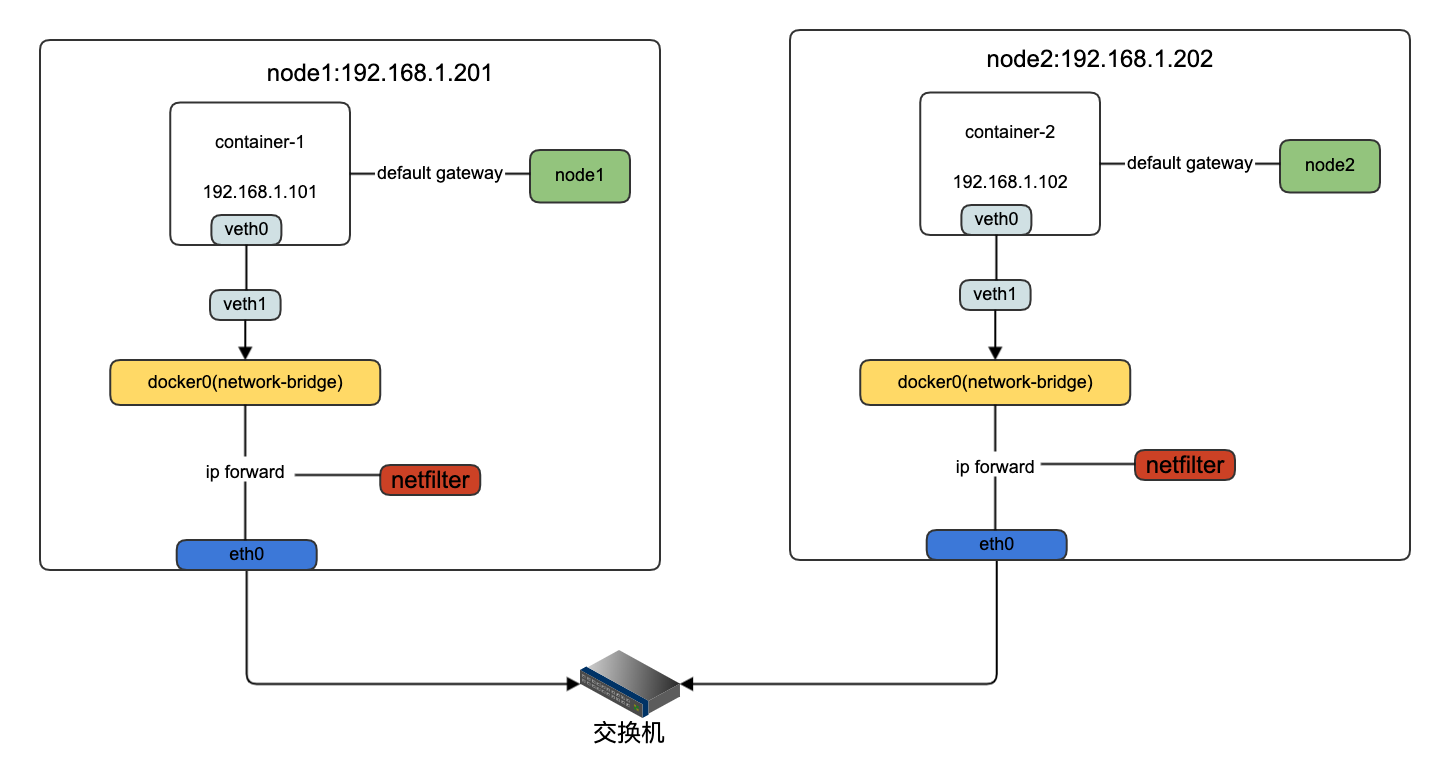 node1:192.168.1.201
container-1
192.168.1.101
veth0
default gateway
node1
veth1
docker0(network-bridge)
ip forward
netfilter
eth0
node2:192.168.1.202
container-2
192.168.1.102
veth0
default gateway
node2
veth1
docker0(network-bridge)
ip forward
netfilter
eth0
交换机